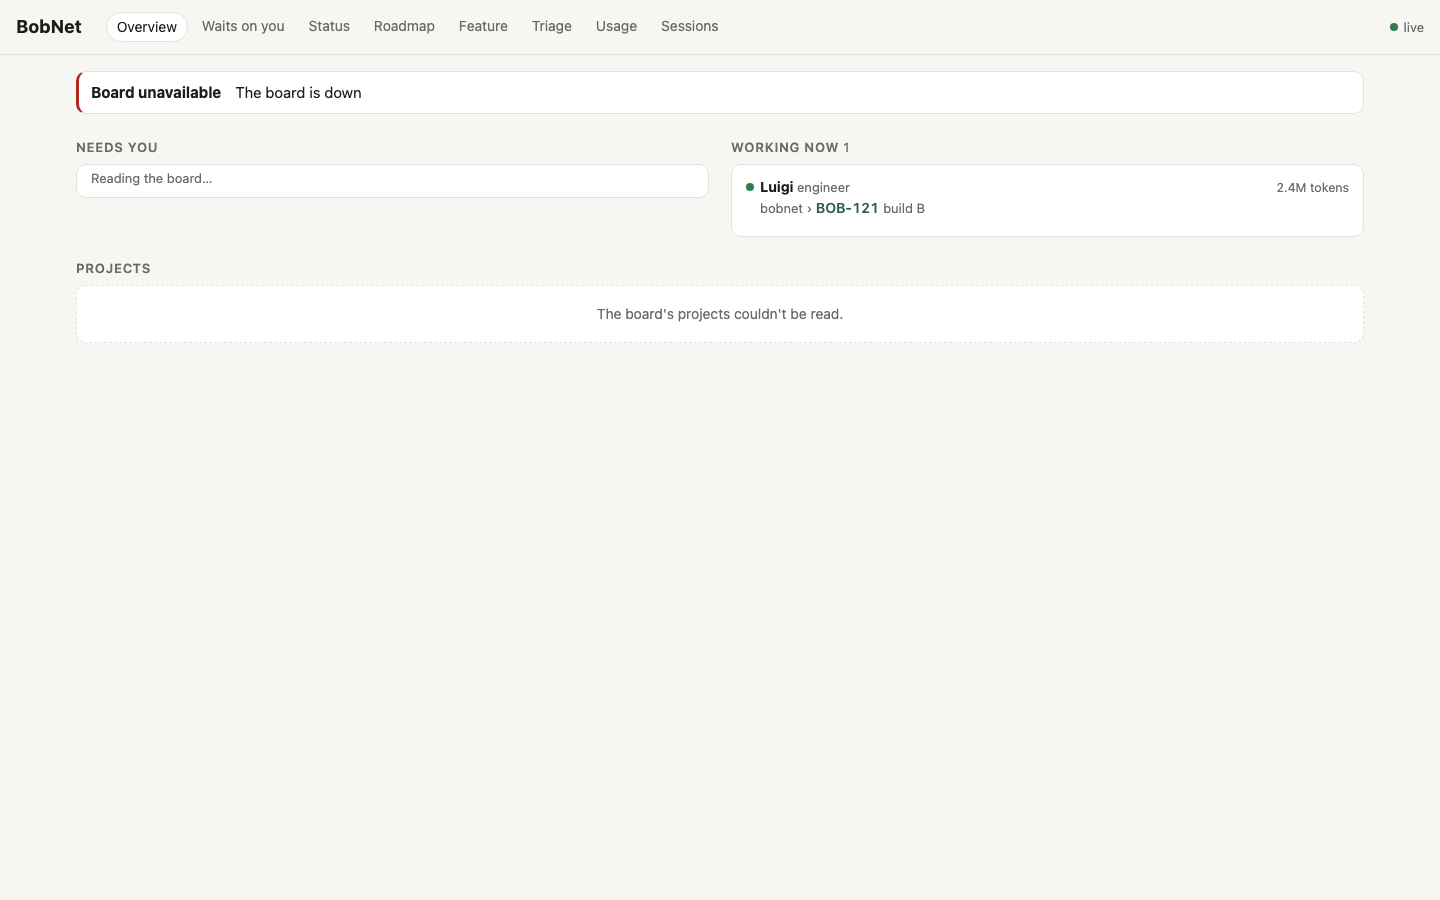 BobNet Overview Waits on you Status Roadmap Feature Triage Usage Sessions live
Board unavailable The board is down
NEEDS YOU
Reading the board...
WORKING NOW 1
Luigi engineer 2.4M tokens
bobnet › BOB-121 build B
PROJECTS
The board's projects couldn't be read.